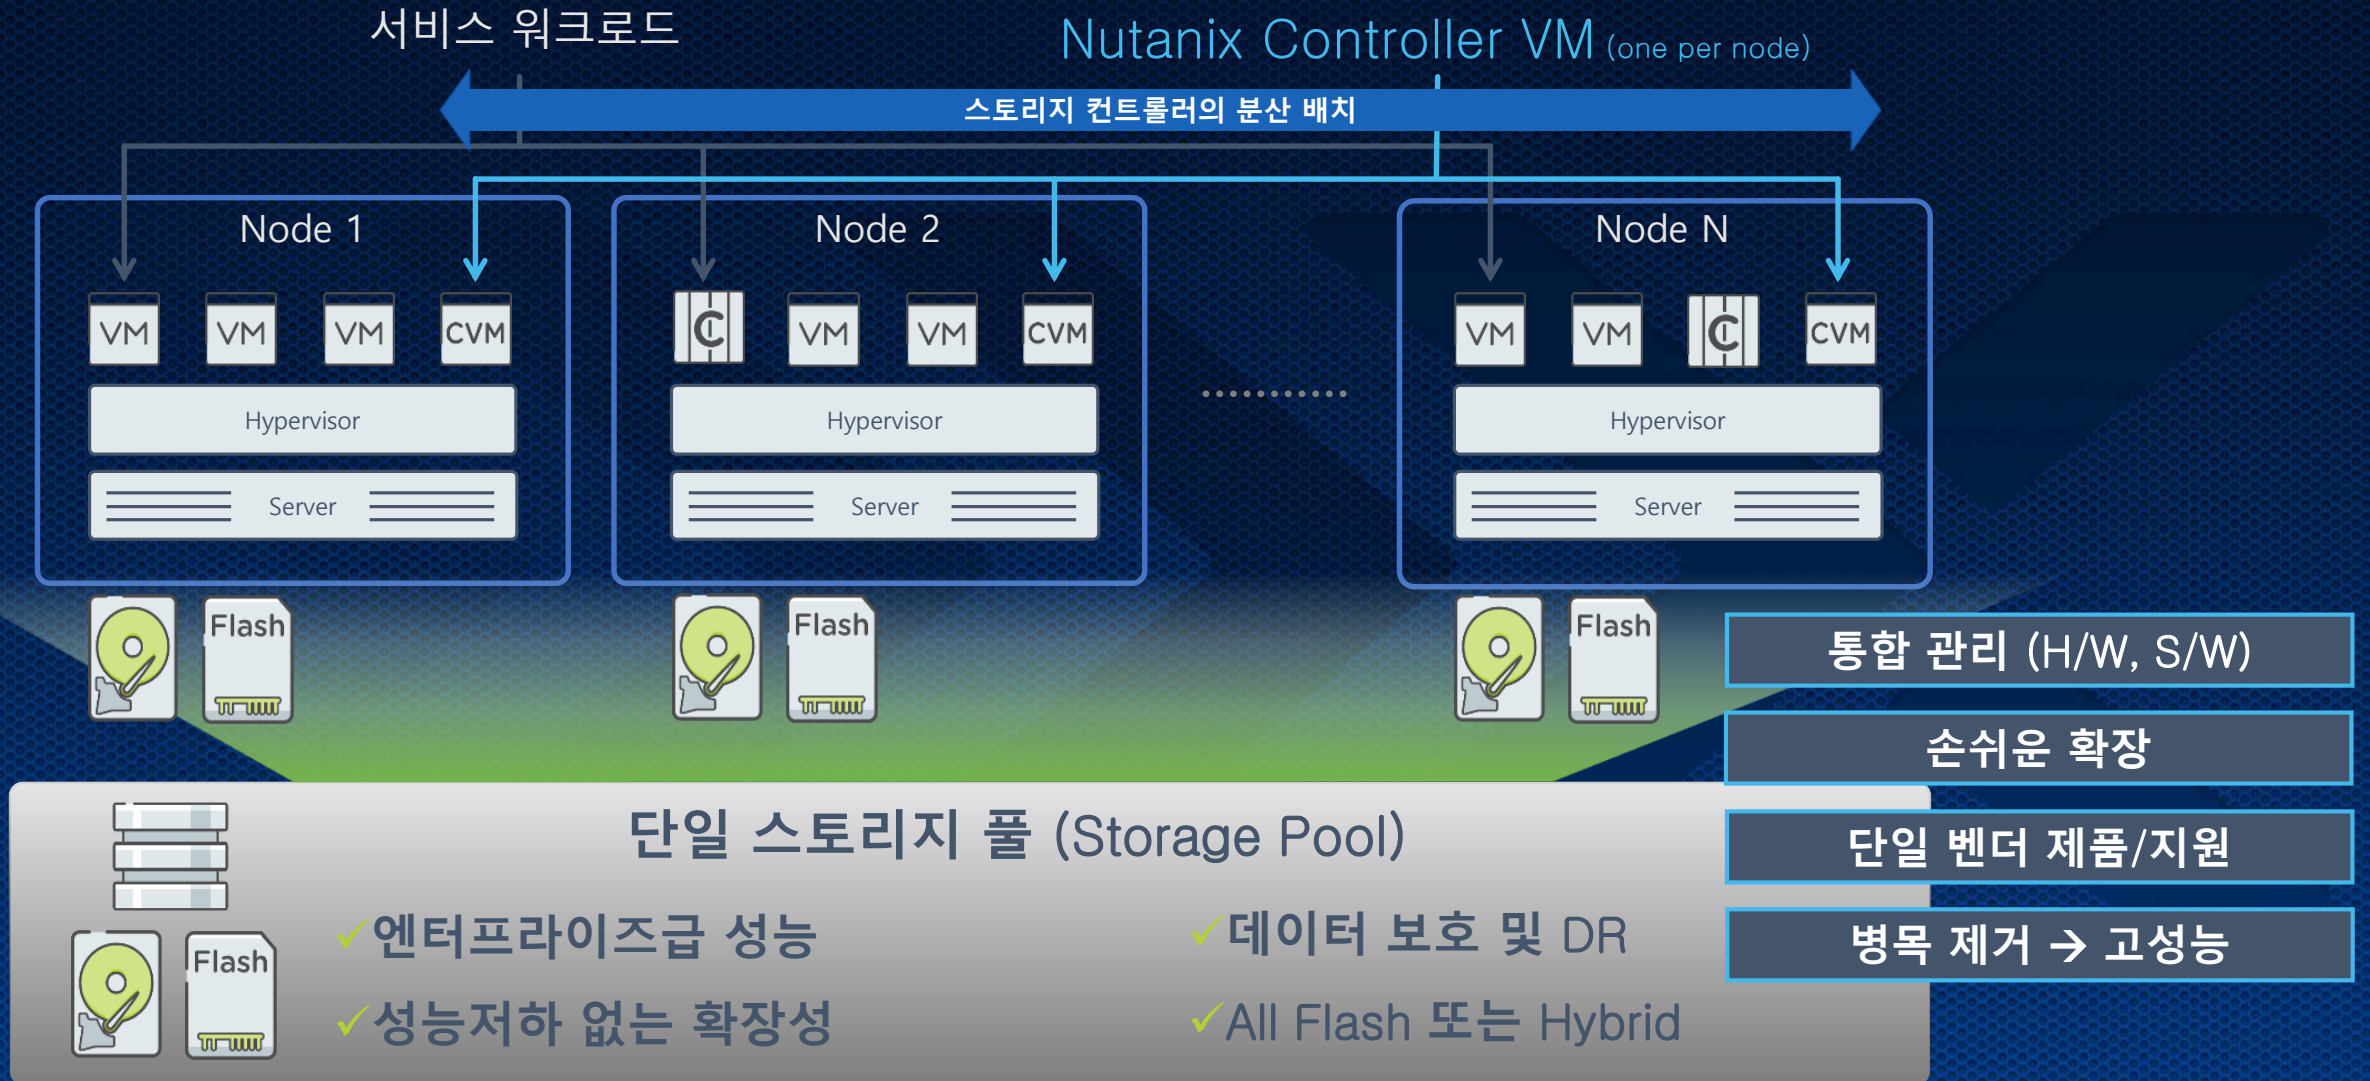 서비스 워크로드
Nutanix Controller VM (one per node)
스토리지 컨트롤러의 분산 배치
Node 1
Node 2
Node N
VM VM VM CVM
C VM VM CVM
VM VM C CVM
Hypervisor
Hypervisor
Hypervisor
Server
Server
Server
Flash
Flash
Flash
통합 관리 (H/W, S/W)
손쉬운 확장
단일 벤더 제품/지원
병목 제거 → 고성능
단일 스토리지 풀 (Storage Pool)
✓엔터프라이즈급 성능
✓데이터 보호 및 DR
Flash
✓성능저하 없는 확장성
✓All Flash 또는 Hybrid